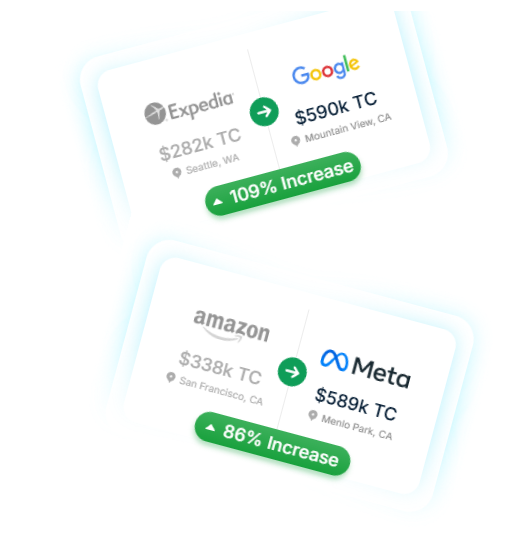 Expedia
$282k TC
Seattle, WA
Google
$590k TC
Mountain View, CA
109% Increase
amazon
$338k TC
San Francisco, CA
Meta
$589k TC
Menlo Park, CA
86% Increase